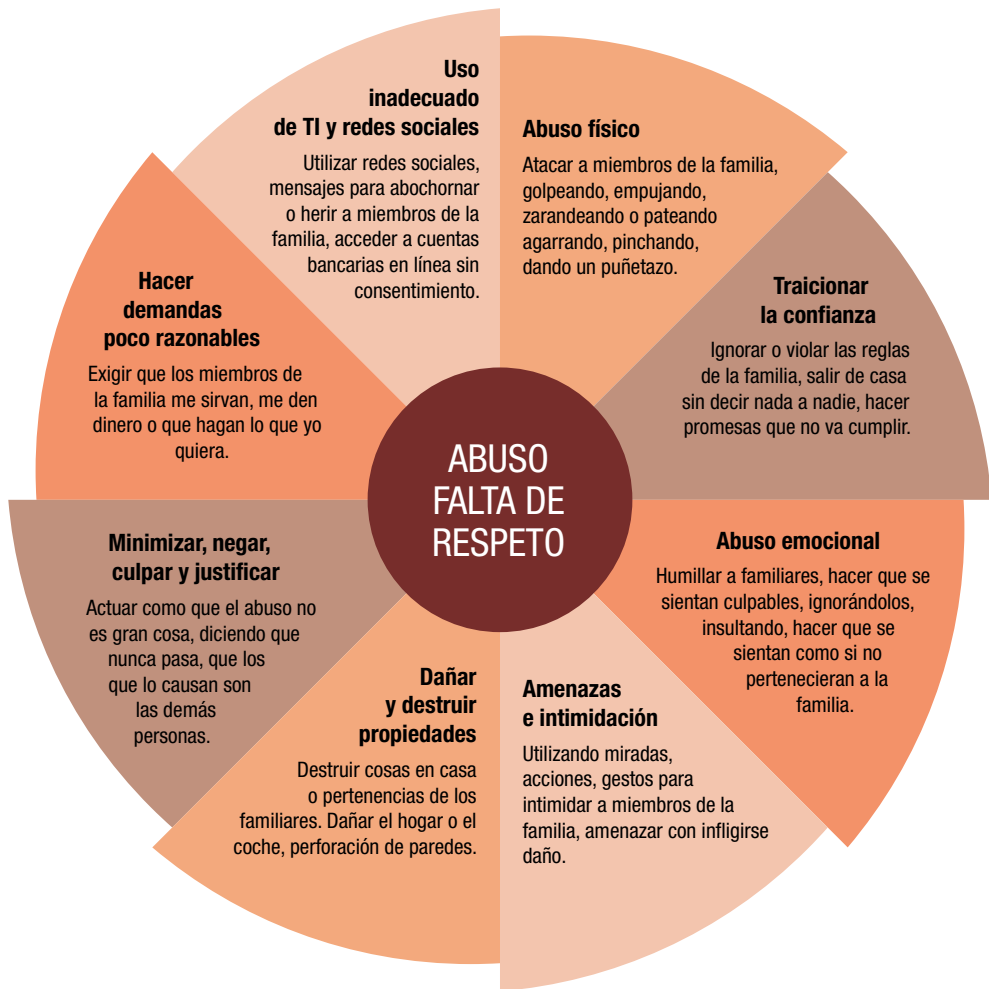 Uso
inadecuado
de TI y redes sociales
Utilizar redes sociales,
mensajes para abochornar
o herir a miembros de la
familia, acceder a cuentas
bancarias en línea sin
consentimiento.
Abuso físico
Atacar a miembros de la familia,
golpeando, empujando,
zarandeando o pateando
agarrando, pinchando,
dando un puñetazo.
Traicionar
la confianza
Ignorar o violar las reglas
de la familia, salir de casa
sin decir nada a nadie, hacer
promesas que no va cumplir.
Abuso emocional
Humillar a familiares, hacer que se
sientan culpables, ignorándolos,
insultando, hacer que se
sientan como si no
pertenecieran a la
familia.
Amenazas
e intimidación
Utilizando miradas,
acciones, gestos para
intimidar a miembros de la
familia, amenazar con infligirse
daño.
Dañar
y destruir
propiedades
Destruir cosas en casa
o pertenencias de los
familiares. Dañar el hogar o el
coche, perforación de paredes.
Minimizar, negar,
culpar y justificar
Actuar como que el abuso no
es gran cosa, diciendo que
nunca pasa, que los
que lo causan son
las demás
personas.
Hacer
demandas
poco razonables
Exigir que los miembros de
la familia me sirvan, me den
dinero o que hagan lo que yo
quiera.
ABUSO
FALTA DE
RESPETO